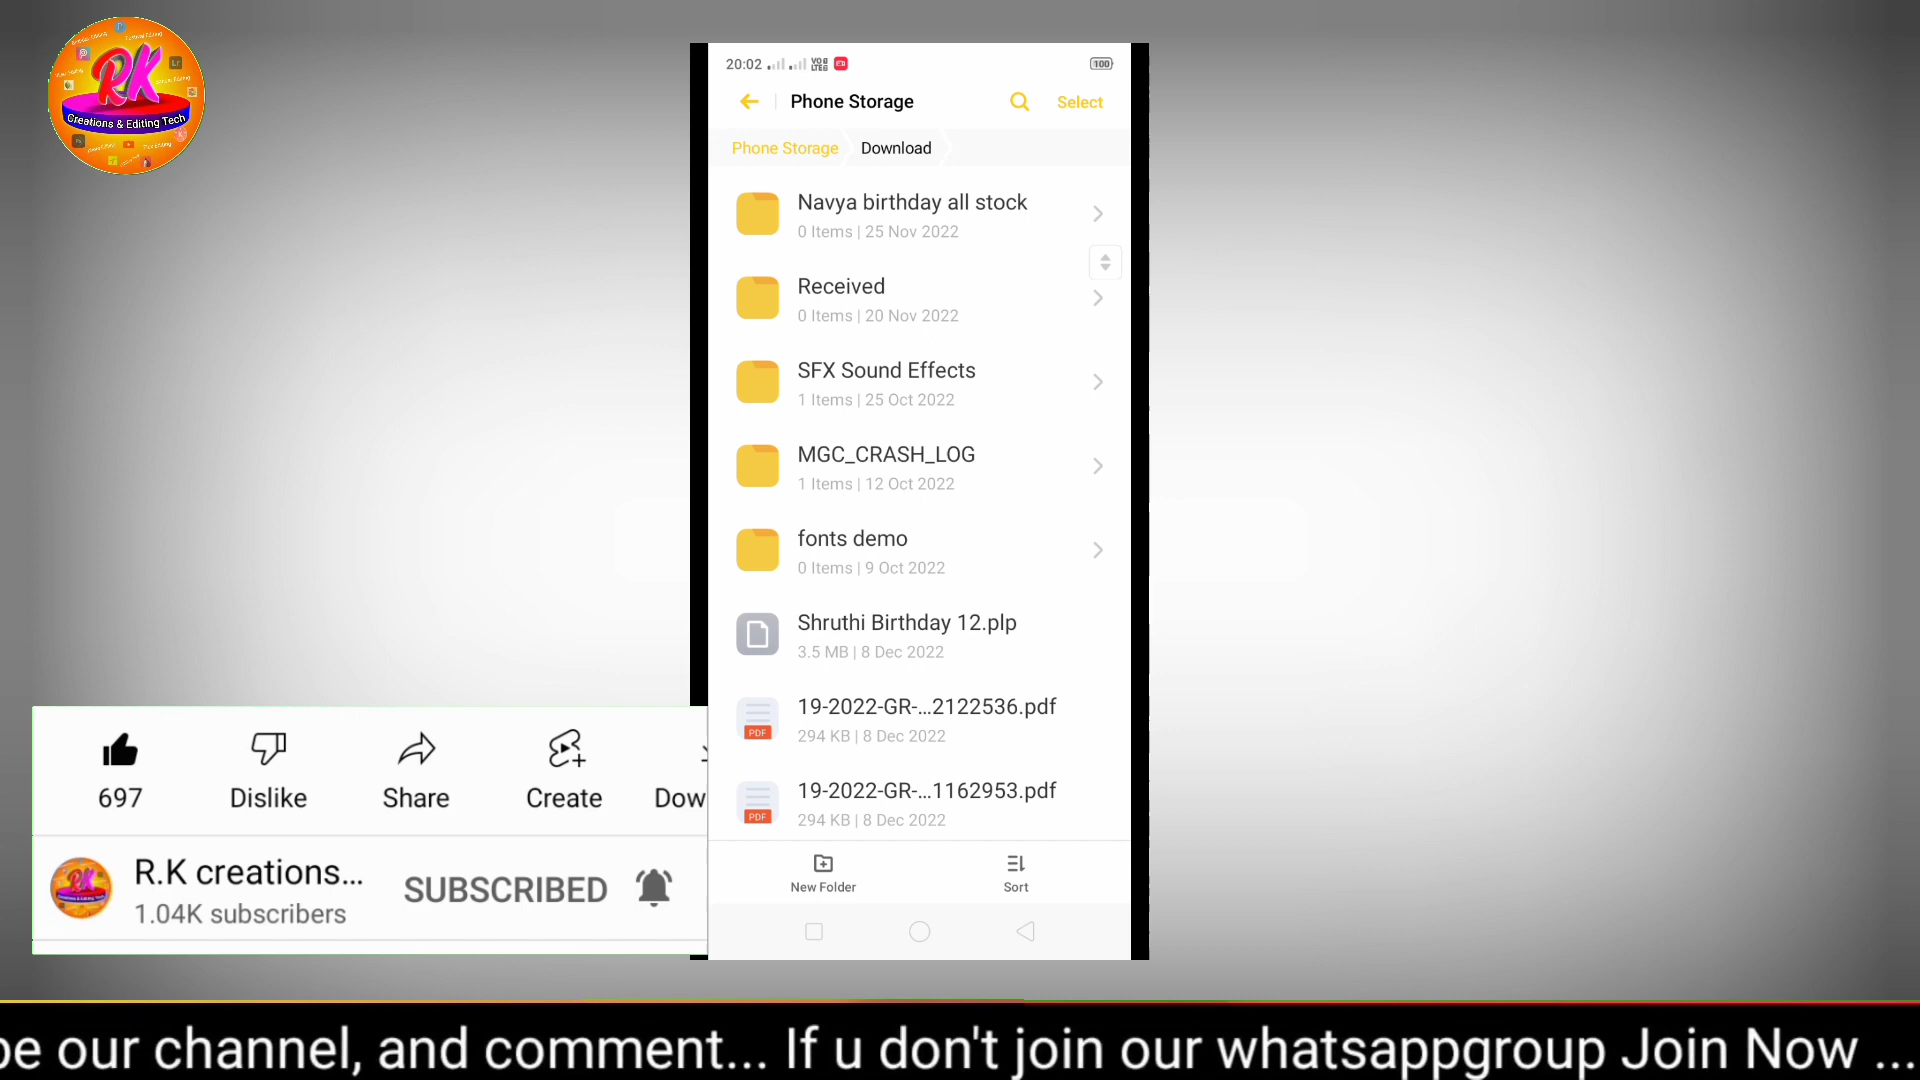 RK
Creations & Editing Tech
20:02
VoB LTEB
100
Phone Storage
Select
Phone Storage
Download
Navya birthday all stock
0 Items | 25 Nov 2022
Received
0 Items | 20 Nov 2022
SFX Sound Effects
1 Items | 25 Oct 2022
MGC_CRASH_LOG
1 Items | 12 Oct 2022
fonts demo
0 Items | 9 Oct 2022
Shruthi Birthday 12.plp
3.5 MB | 8 Dec 2022
19-2022-GR-...2122536.pdf
PDF
294 KB | 8 Dec 2022
19-2022-GR-...1162953.pdf
PDF
294 KB | 8 Dec 2022
New Folder
Sort
697
Dislike
Share
Create
Dow
R.K creations...
1.04K subscribers
SUBSCRIBED
be our channel, and comment... If u don't join our whatsappgroup Join Now ...